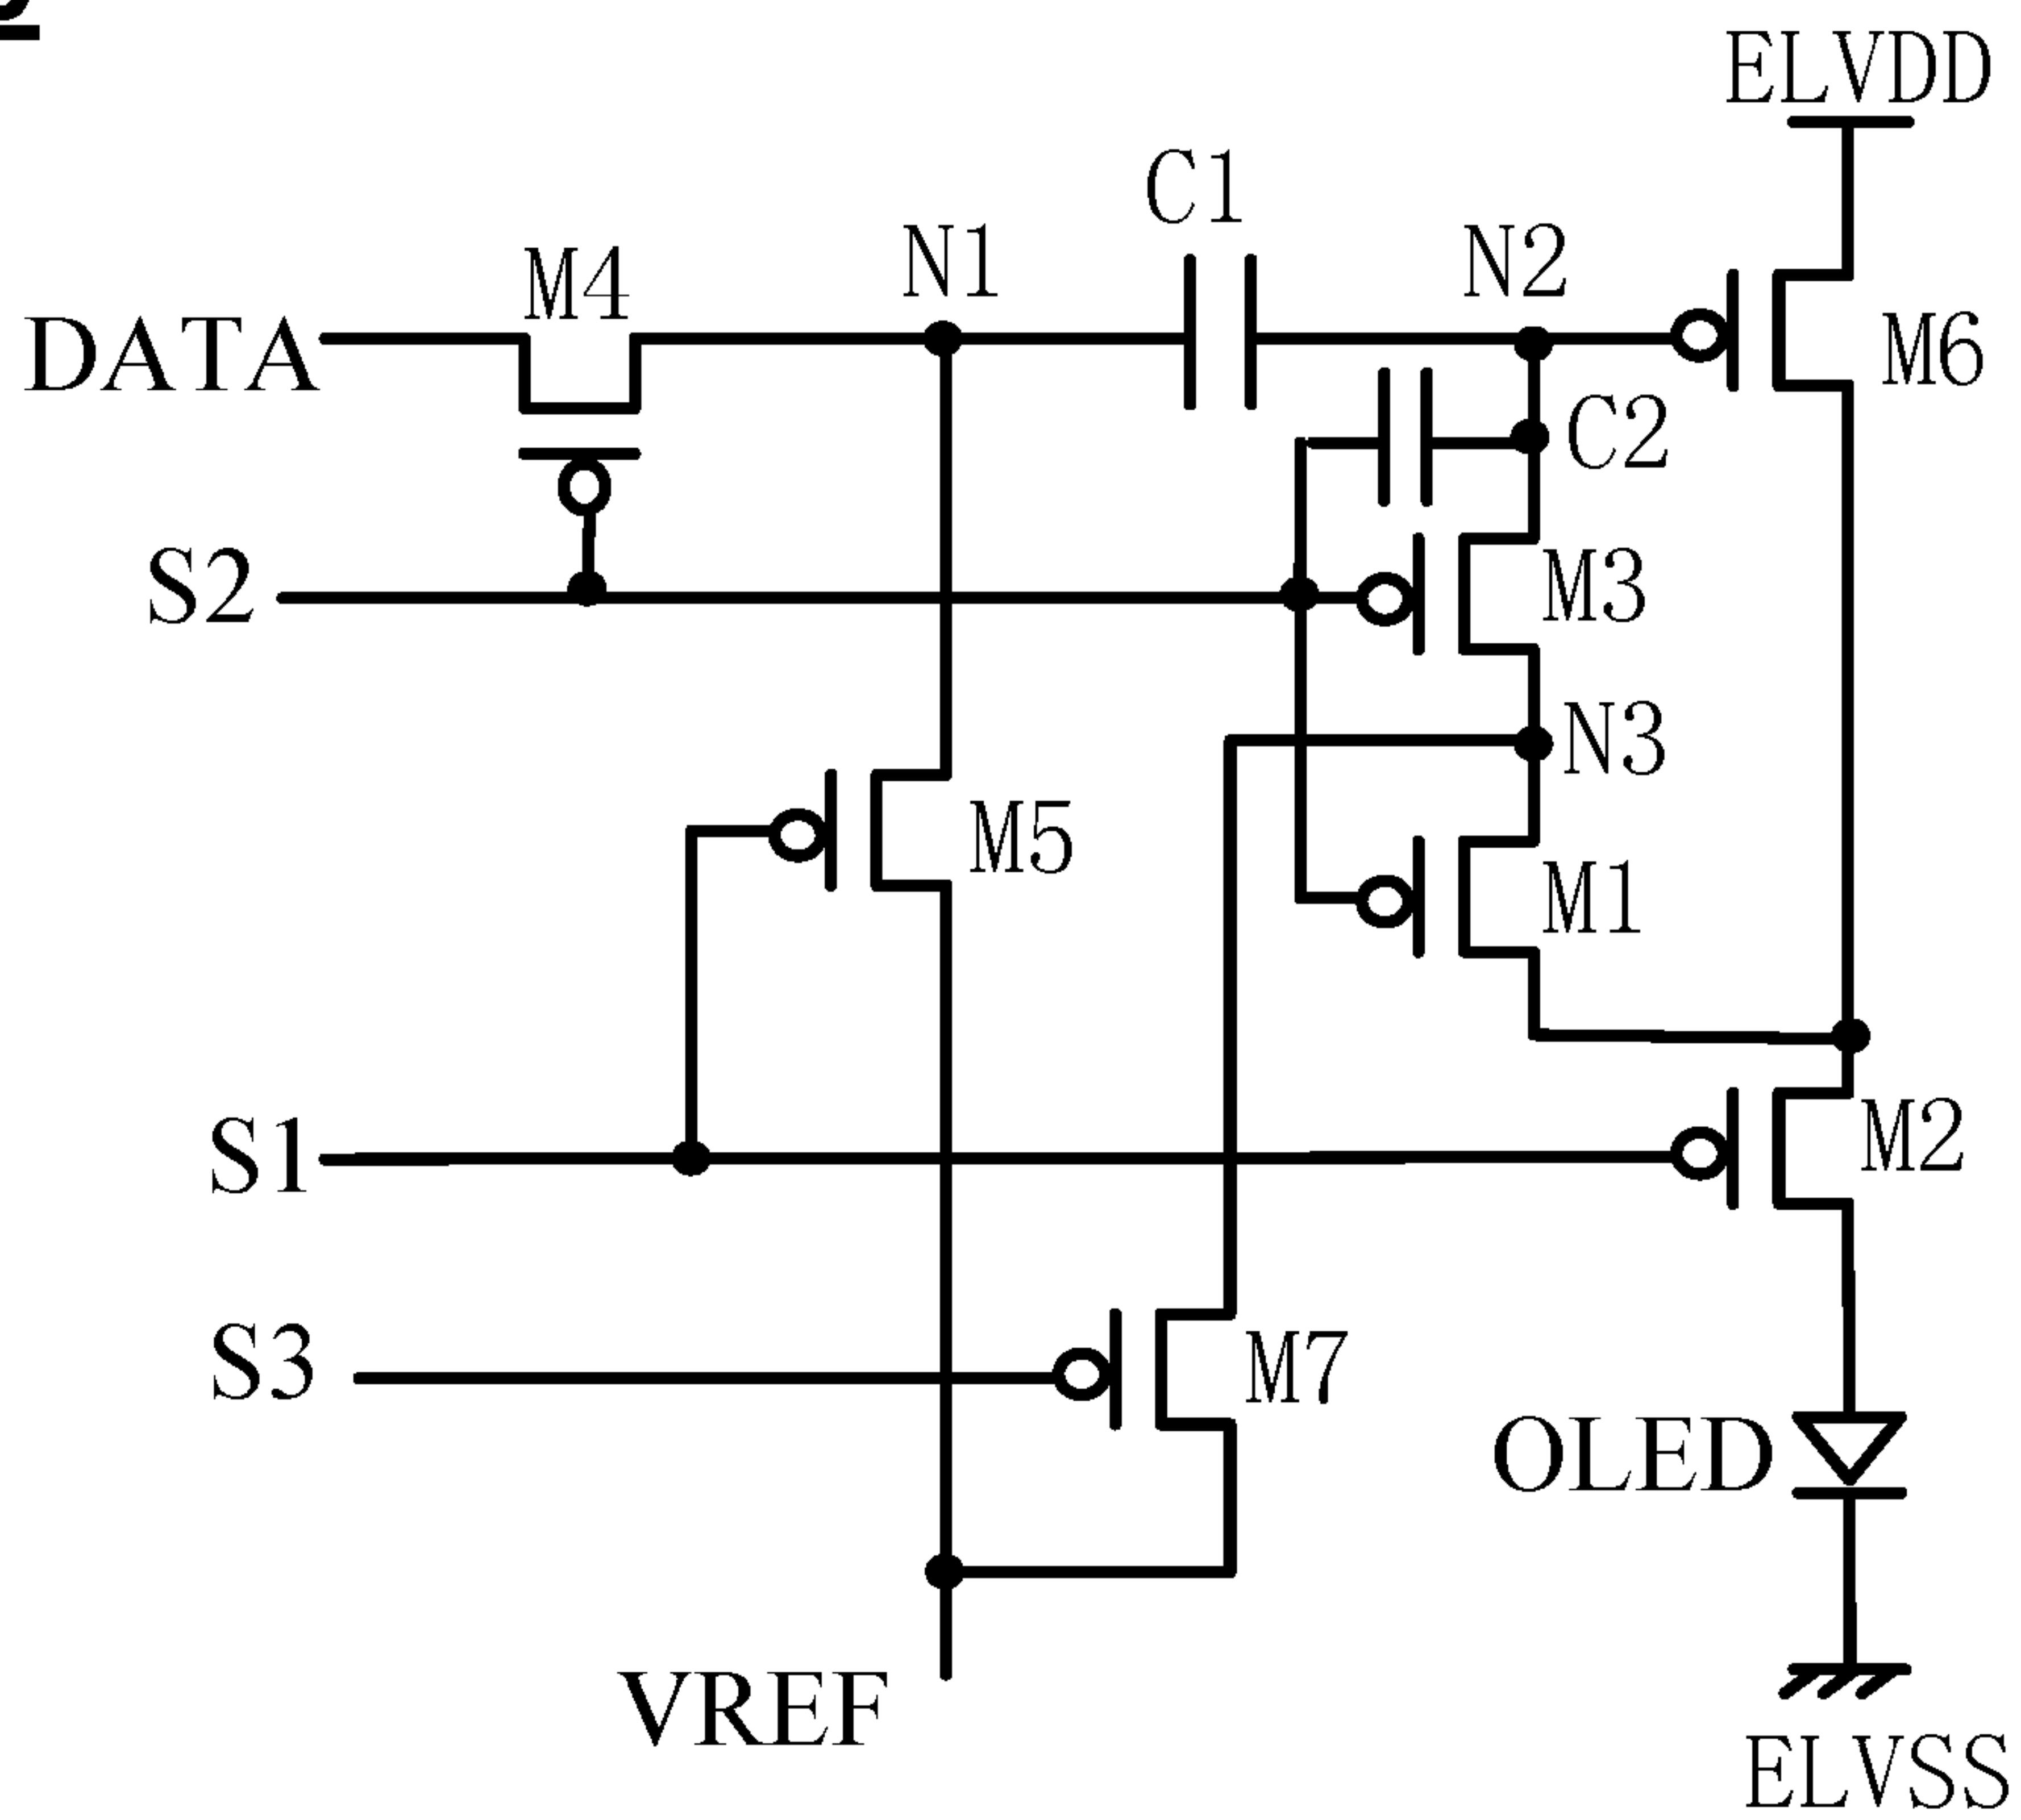 ELVDD
C1
N1
N2
M4
DATA
M6
C2
S2
M3
N3
M5
M1
S1
M2
S3
M7
OLED
VREF
ELVSS